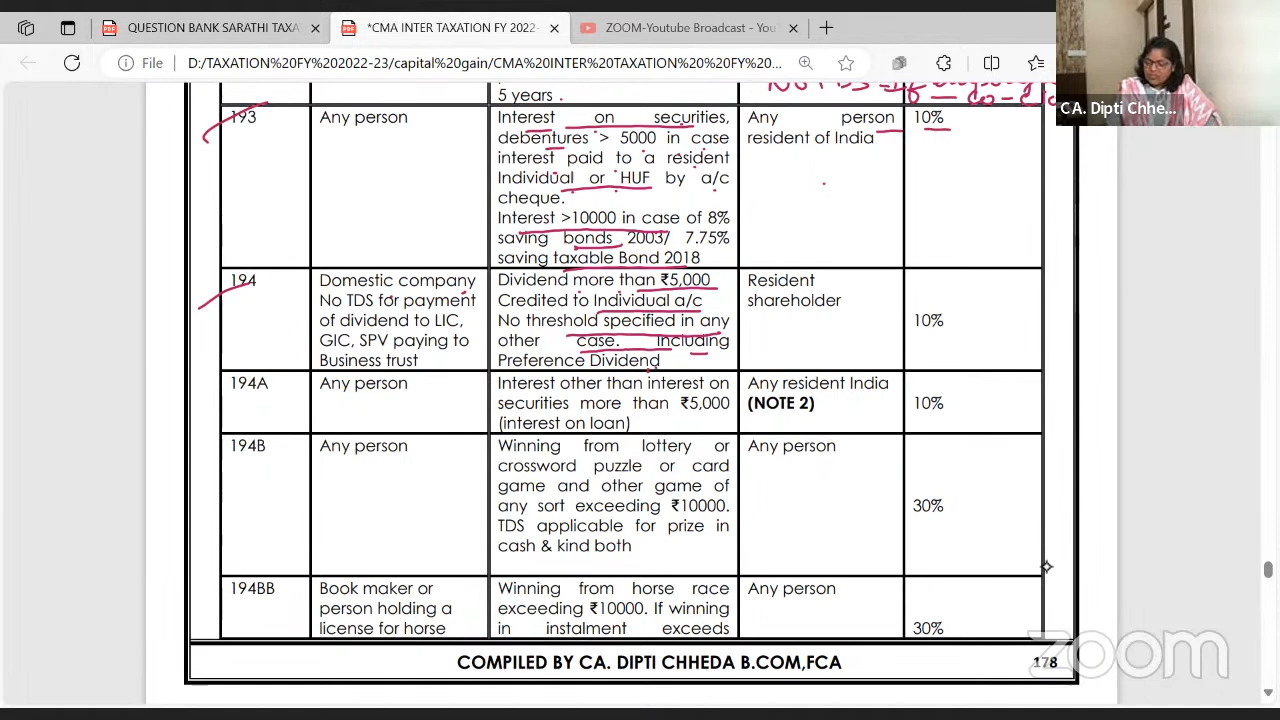 QUESTION BANK SARATHI TAXA
*CMA INTER TAXATION FY 2022-
ZOOM-Youtube Broadcast - You
File
D:/TAXATION%20FY%202022-23/capital%20gain/CMA%20INTER%20TAXATION%20%20FY%20...
CA. Dipti Chhe...
5 years
No TDS If
193
Any person
Interest on securities,
debentures > 5000 in case
interest paid to a resident
Individual or HUF by a/c
cheque.
Interest >10000 in case of 8%
saving bonds 2003/ 7.75%
saving taxable Bond 2018
Any person
resident of India
10%
194
Domestic company
No TDS for payment
of dividend to LIC,
GIC, SPV paying to
Business trust
Dividend more than ₹5,000
Credited to Individual a/c
No threshold specified in any
other case. Including
Preference Dividend
Resident
shareholder
10%
194A
Any person
Interest other than interest on
securities more than ₹5,000
(interest on loan)
Any resident India
(NOTE 2)
10%
194B
Any person
Winning from lottery or
crossword puzzle or card
game and other game of
any sort exceeding ₹10000.
TDS applicable for prize in
cash & kind both
Any person
30%
194BB
Book maker or
person holding a
license for horse
Winning from horse race
exceeding ₹10000. If winning
in instalment exceeds
Any person
30%
COMPILED BY CA. DIPTI CHHEDA B.COM,FCA
178
zoom